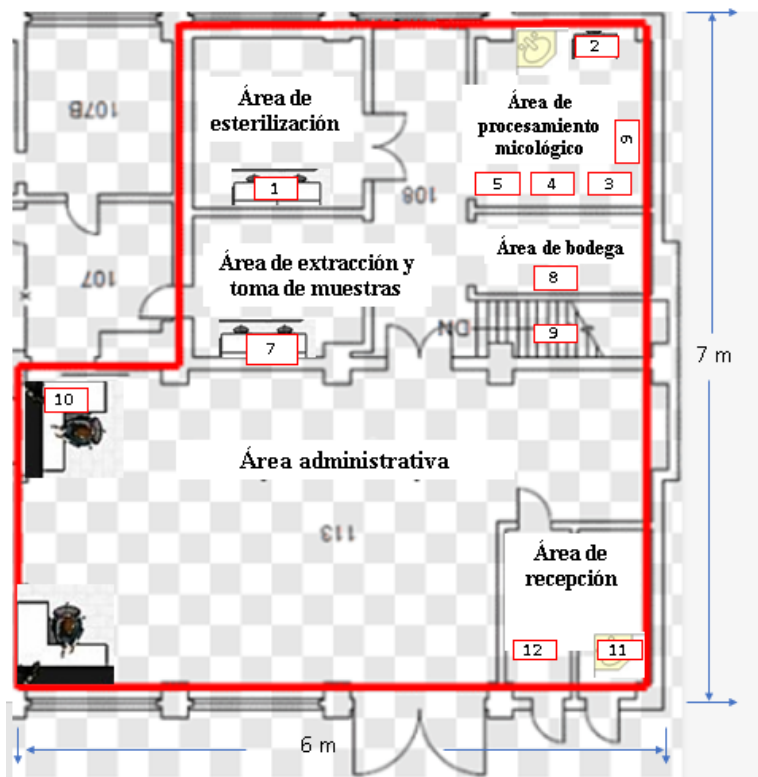 2
Área de
esterilización
Área de
procesamiento
micológico
107B
6
1
5
4
3
108
Área de bodega
Área de extracción y
toma de muestras
107
8
DN
9
7
7 m
10
Área administrativa
113
Área de
recepción
12
11
6 m